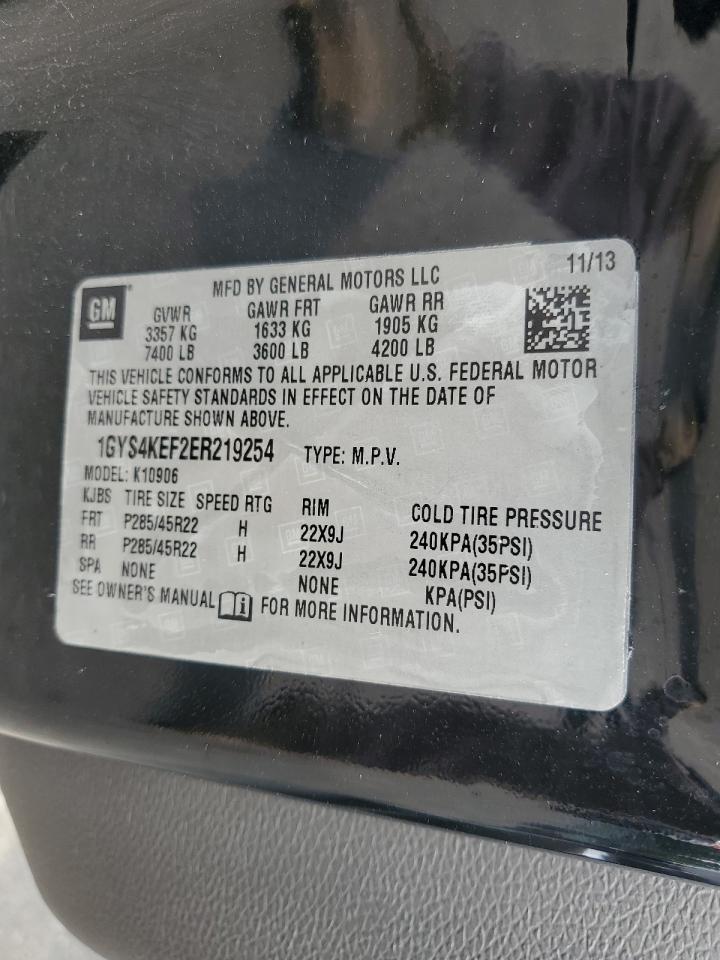 MFD BY GENERAL MOTORS LLC 11/13
GM GVWR GAWR FRT GAWR RR
3357 KG 1633 KG 1905 KG
7400 LB 3600 LB 4200 LB
THIS VEHICLE CONFORMS TO ALL APPLICABLE U.S. FEDERAL MOTOR
VEHICLE SAFETY STANDARDS IN EFFECT ON THE DATE OF
MANUFACTURE SHOWN ABOVE.
1GYS4KEF2ER219254 TYPE: M.P.V.
MODEL: K10906
KJBS TIRE SIZE SPEED RTG RIM COLD TIRE PRESSURE
FRT P285/45R22 H 22X9J 240KPA(35PSI)
RR P285/45R22 H 22X9J 240KPA(35PSI)
SPA NONE NONE KPA(PSI)
SEE OWNER'S MANUAL i FOR MORE INFORMATION.